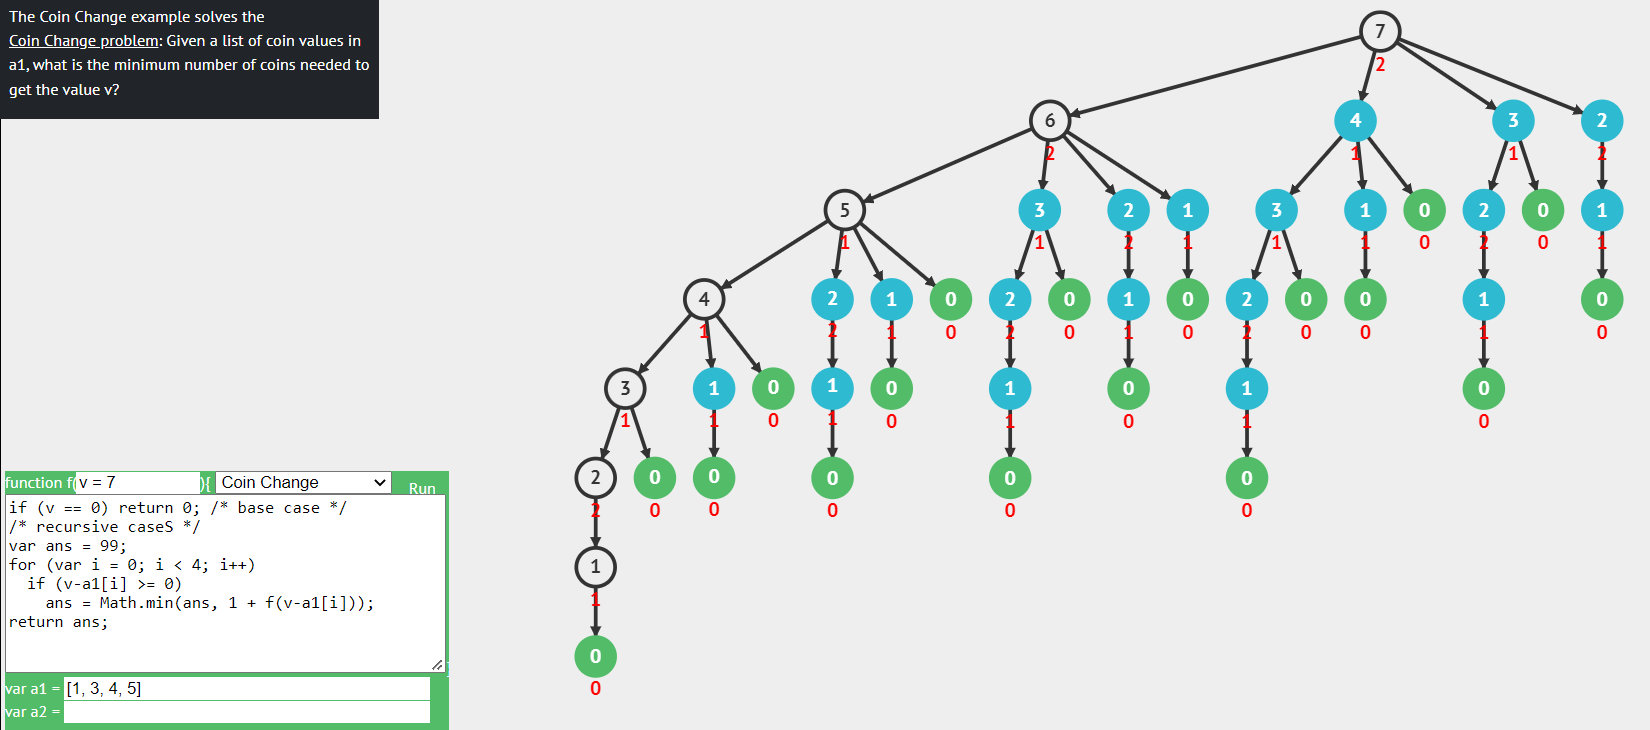 The Coin Change example solves the
Coin Change problem: Given a list of coin values in
a1, what is the minimum number of coins needed to
get the value v?
7
2
6 4 3 2
2 1 1 2
5 3 2 1 3 1 0 2 0 1
1 1 2 1 1 1 0 2 0 1
4 2 1 0 2 0 1 0 2 0 0 1 0
1 2 1 0 2 0 1 0 2 0 0 1 0
3 1 0 1 0 1 0 1 0
1 1 0 1 0 1 0 1 0
2 0 0 0 0 0
2 0 0 0 0 0
1
1
0
0
function f( v = 7 ){ Coin Change Run
if (v == 0) return 0; /* base case */
/* recursive caseS */
var ans = 99;
for (var i = 0; i < 4; i++)
if (v-a1[i] >= 0)
ans = Math.min(ans, 1 + f(v-a1[i]));
return ans;
var a1 = [1, 3, 4, 5]
var a2 =